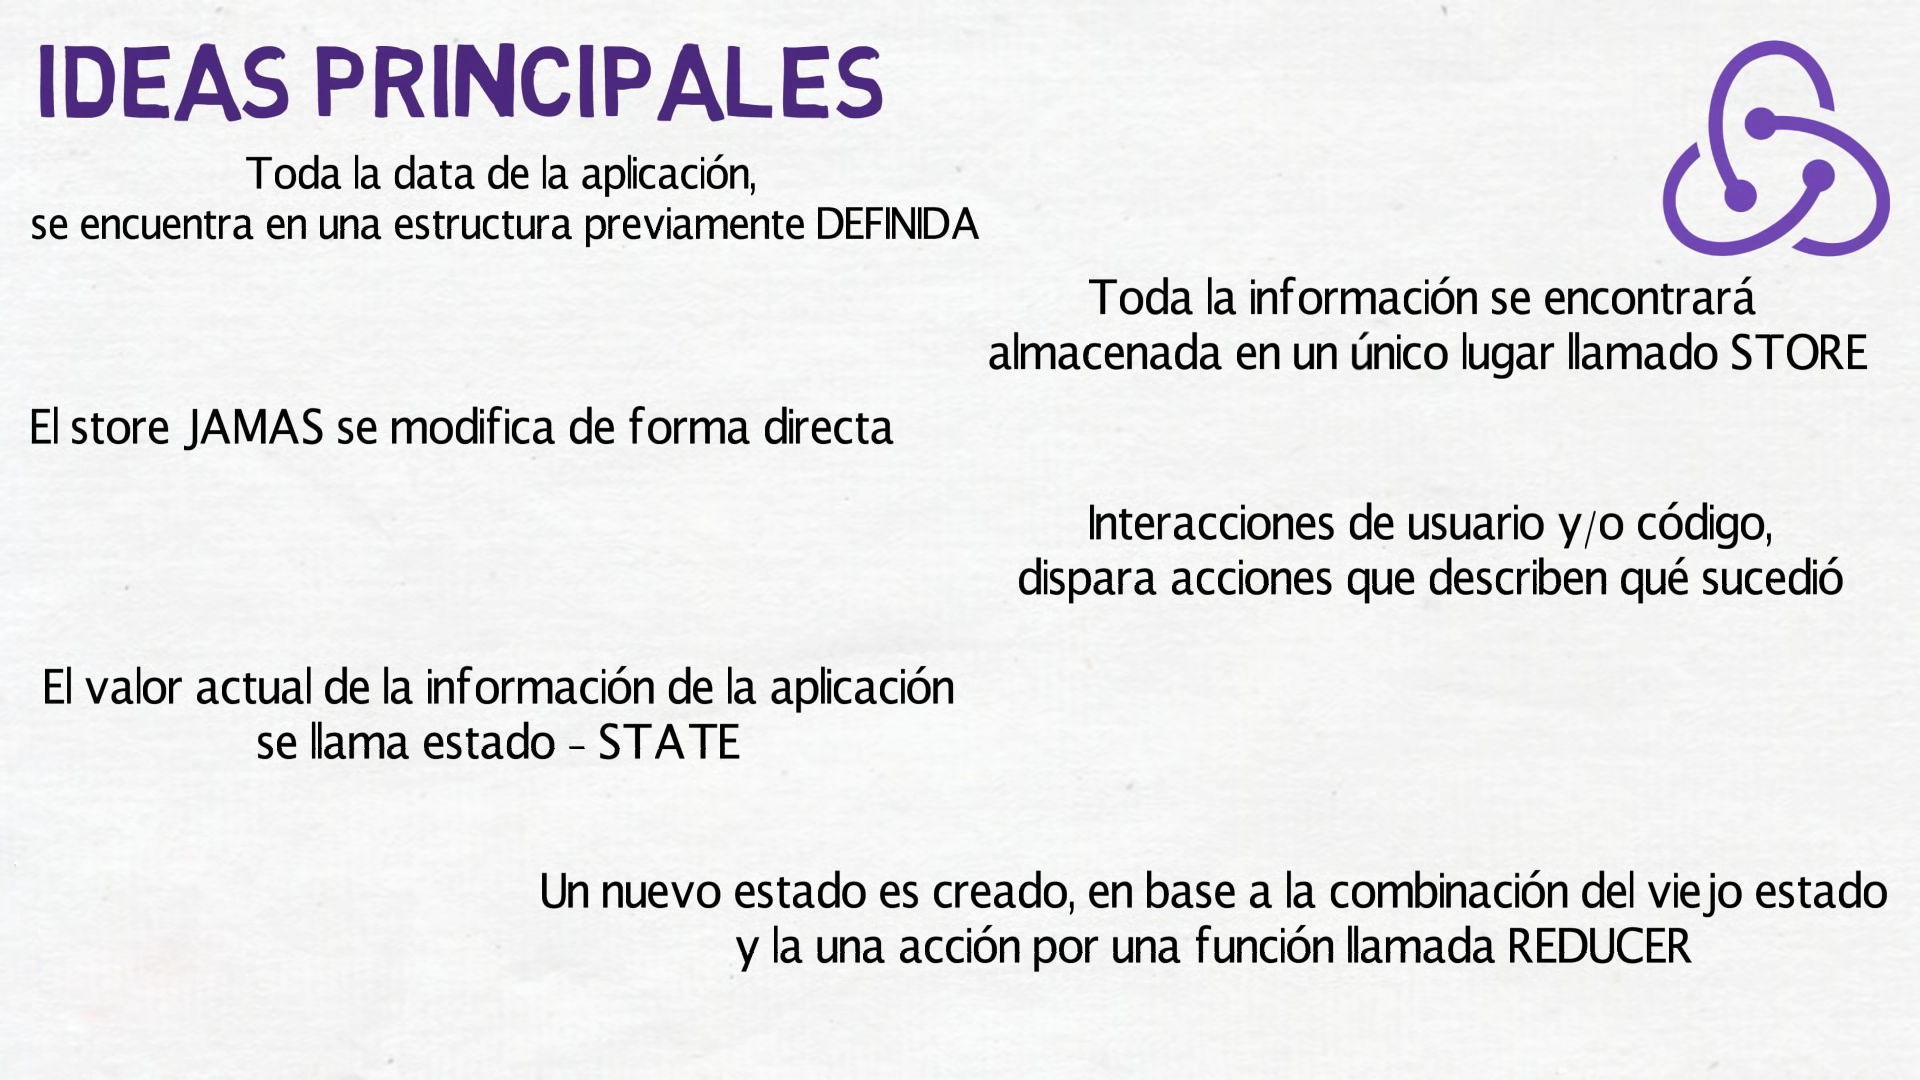 IDEAS PRINCIPALES
Toda la data de la aplicación,
se encuentra en una estructura previamente DEFINIDA
Toda la información se encontrará
almacenada en un único lugar llamado STORE
El store JAMAS se modifica de forma directa
Interacciones de usuario y/o código,
dispara acciones que describen qué sucedió
El valor actual de la información de la aplicación
se llama estado - STATE
Un nuevo estado es creado, en base a la combinación del viejo estado
y la una acción por una función llamada REDUCER